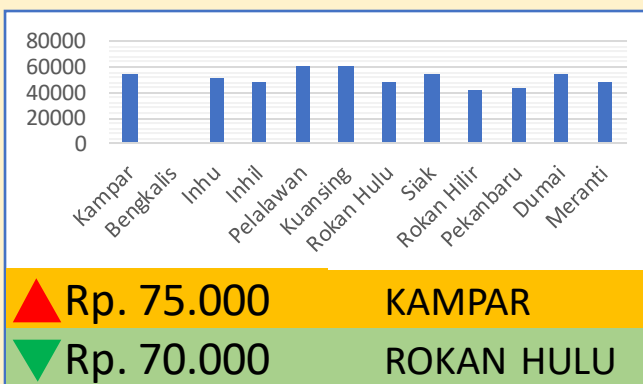 80000
60000
40000
20000
0
Kampar
Bengkalis
Inhu
Inhil
Pelalawan
Kuansing
Rokan Hulu
Siak
Rokan Hilir
Pekanbaru
Dumai
Meranti
Rp. 75.000 KAMPAR
Rp. 70.000 ROKAN HULU